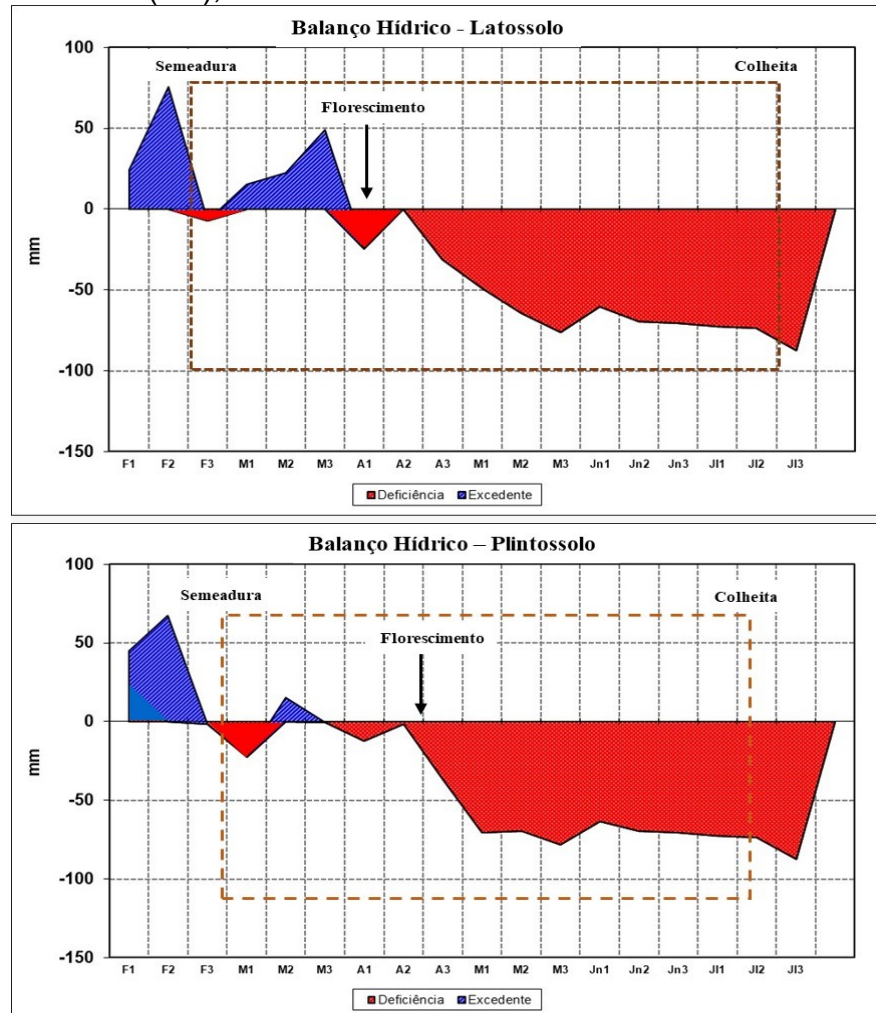 Balanço Hídrico - Latossolo
100
Semeadura
Colheita
Florescimento
50
0
mm
-50
-100
-150
F1 F2 F3 M1 M2 M3 A1 A2 A3 M1 M2 M3 Jn1 Jn2 Jn3 Jl1 Jl2 Jl3
Deficiência Excedente
Balanço Hídrico – Plintossolo
100
Semeadura
Colheita
Florescimento
50
0
mm
-50
-100
-150
F1 F2 F3 M1 M2 M3 A1 A2 A3 M1 M2 M3 Jn1 Jn2 Jn3 Jl1 Jl2 Jl3
Deficiência Excedente